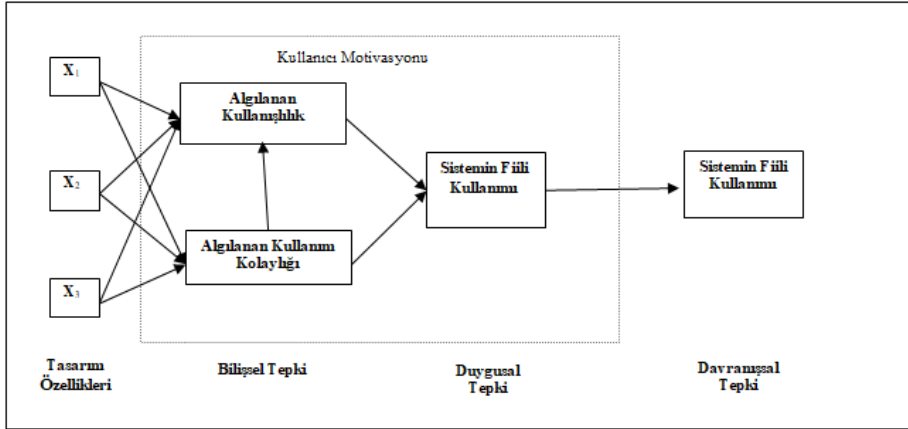 Kullanıcı Motivasyonu
X1
Algılanan
Kullanışlılık
X2
Sistemin Fiili
Kullanımı
Sistemin Fiili
Kullanımı
Algılanan Kullanım
Kolaylığı
X3
Tasarım
Özellikleri
Bilişsel Tepki
Duygusal
Tepki
Davranışsal
Tepki